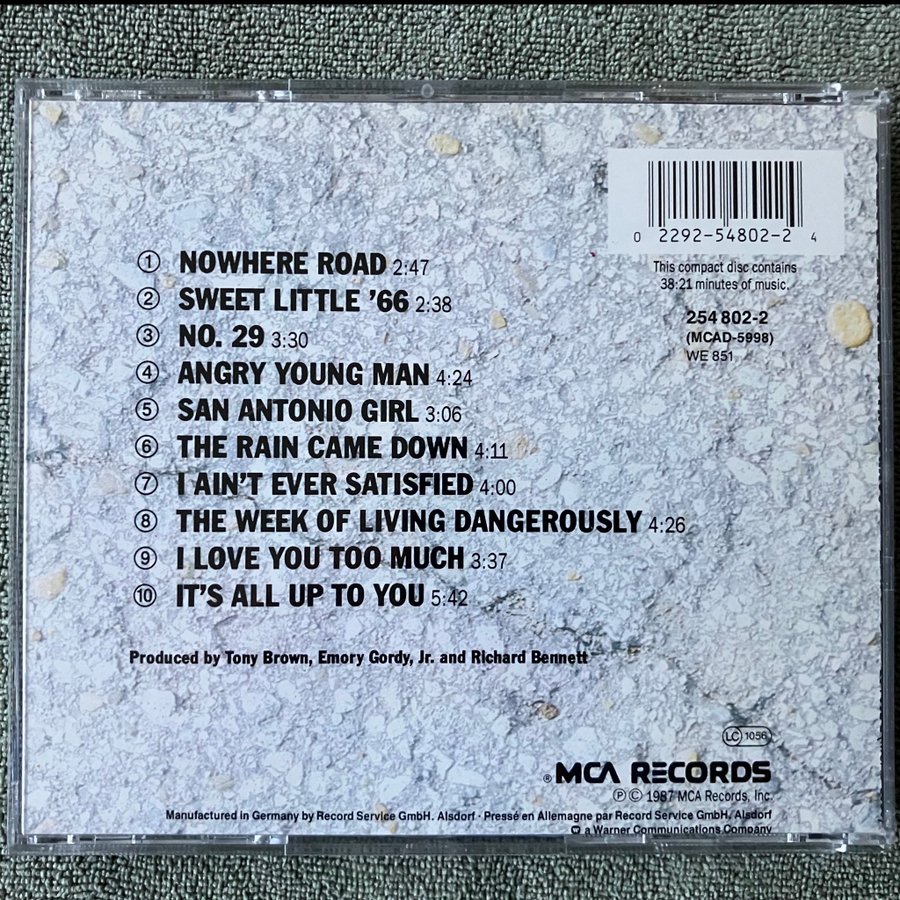 0 2292-54802-2 4
This compact disc contains
38:21 minutes of music.
254 802-2
(MCAD-5998)
WE 851
① NOWHERE ROAD 2:47
② SWEET LITTLE ’66 2:38
③ NO. 29 3:30
④ ANGRY YOUNG MAN 4:24
⑤ SAN ANTONIO GIRL 3:06
⑥ THE RAIN CAME DOWN 4:11
⑦ I AIN’T EVER SATISFIED 4:00
⑧ THE WEEK OF LIVING DANGEROUSLY 4:26
⑨ I LOVE YOU TOO MUCH 3:37
⑩ IT’S ALL UP TO YOU 5:42
Produced by Tony Brown, Emory Gordy, Jr. and Richard Bennett
LC 1056
® MCA RECORDS
Ⓟ © 1987 MCA Records, Inc.
Manufactured in Germany by Record Service GmbH. Alsdorf · Pressé en Allemagne par Record Service GmbH. Alsdorf
a Warner Communications Company